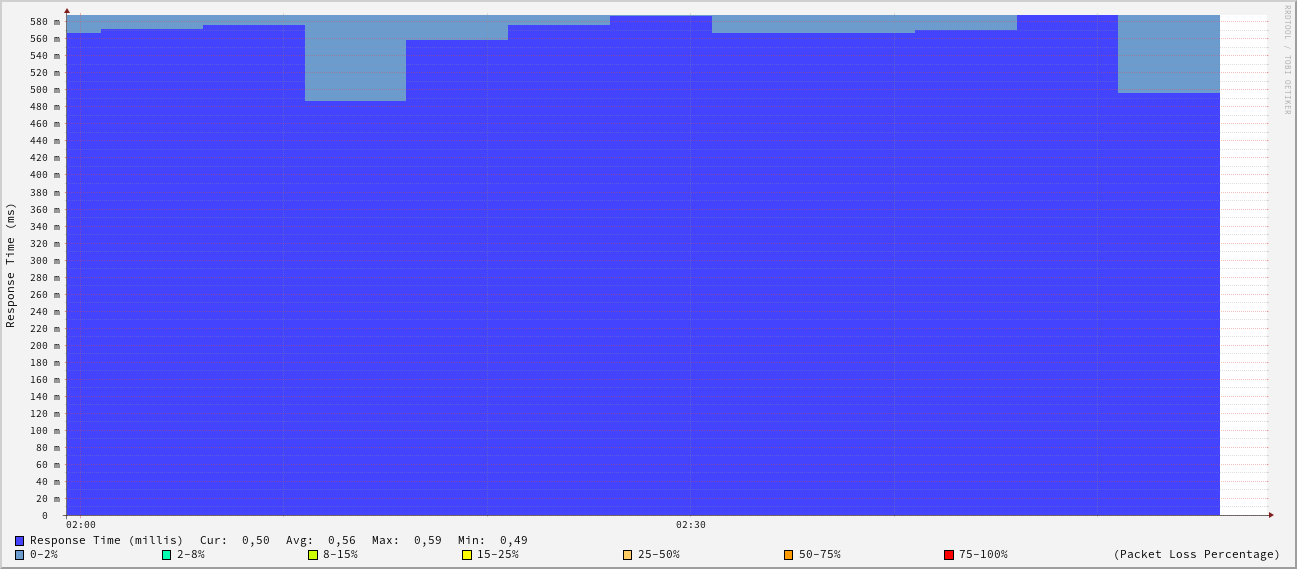 RRDTOOL / TOBI OETIKER
Response Time (ms)
580 m
560 m
540 m
520 m
500 m
480 m
460 m
440 m
420 m
400 m
380 m
360 m
340 m
320 m
300 m
280 m
260 m
240 m
220 m
200 m
180 m
160 m
140 m
120 m
100 m
80 m
60 m
40 m
20 m
0
02:00 02:30
Response Time (millis) Cur: 0,50 Avg: 0,56 Max: 0,59 Min: 0,49
0-2% 2-8% 8-15% 15-25% 25-50% 50-75% 75-100% (Packet Loss Percentage)